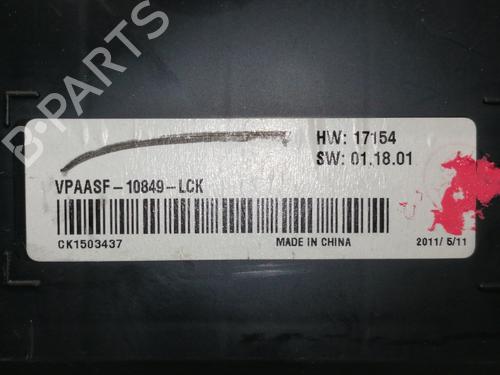 B-PARTS
HW: 17154
SW: 01.18.01
VPAASF-10849-LCK
CK1503437
MADE IN CHINA
2011/ 5/11